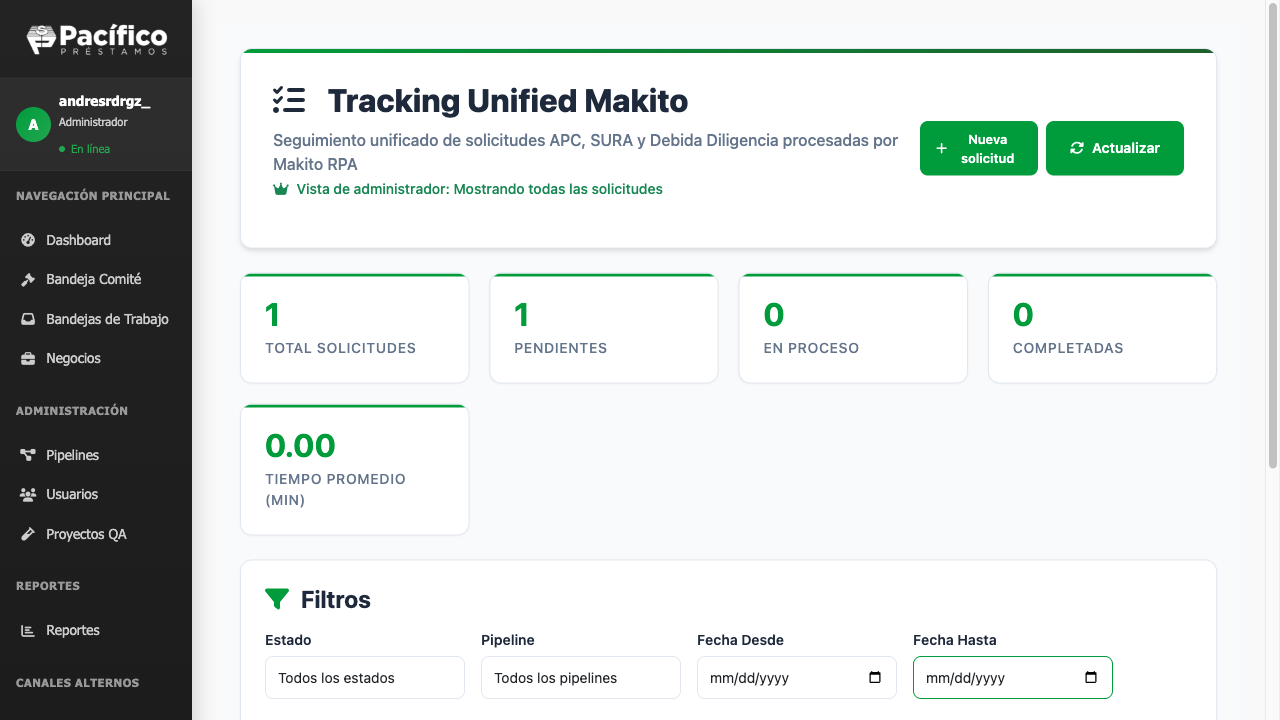 Pacífico
PRÉSTAMOS
A
andresrdrgz_
Administrador
En línea
NAVEGACIÓN PRINCIPAL
Dashboard
Bandeja Comité
Bandejas de Trabajo
Negocios
ADMINISTRACIÓN
Pipelines
Usuarios
Proyectos QA
REPORTES
Reportes
CANALES ALTERNOS
Tracking Unified Makito
Seguimiento unificado de solicitudes APC, SURA y Debida Diligencia procesadas por
Makito RPA
Vista de administrador: Mostrando todas las solicitudes
Nueva
solicitud
Actualizar
1
TOTAL SOLICITUDES
1
PENDIENTES
0
EN PROCESO
0
COMPLETADAS
0.00
TIEMPO PROMEDIO
(MIN)
Filtros
Estado
Todos los estados
Pipeline
Todos los pipelines
Fecha Desde
mm/dd/yyyy
Fecha Hasta
mm/dd/yyyy